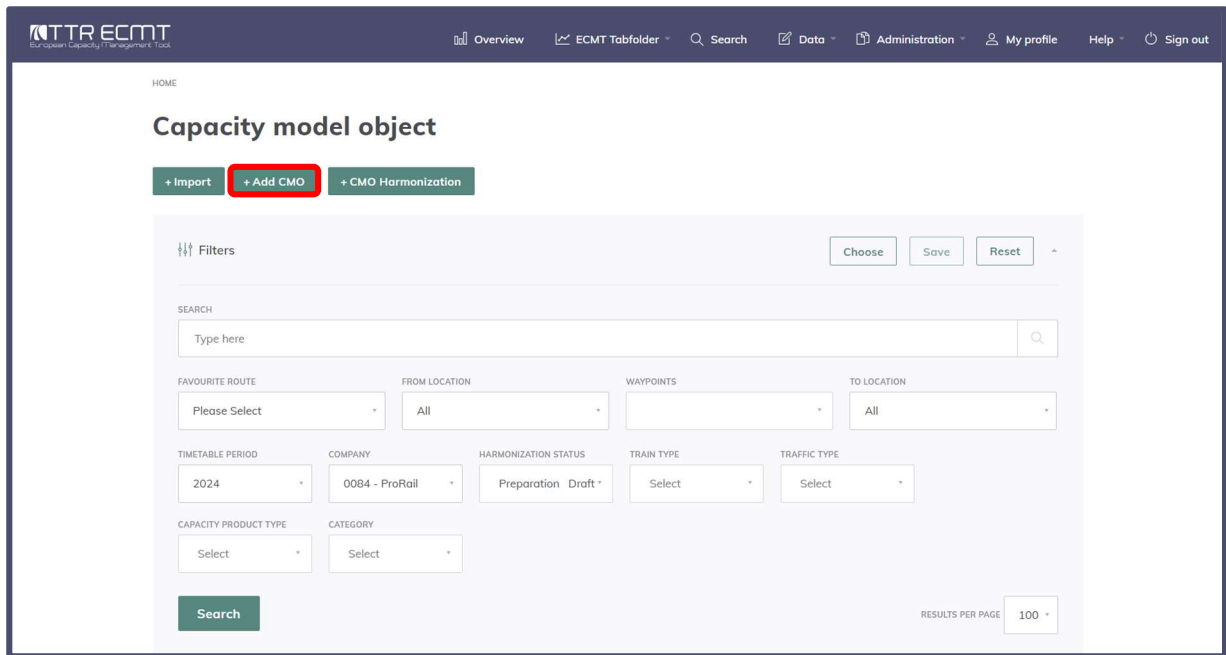 TTR ECMT
European Capacity Management Tool
Overview ECMT Tabfolder Search Data Administration My profile Help Sign out
HOME
Capacity model object
+ Import + Add CMO + CMO Harmonization
Filters Choose Save Reset
SEARCH
Type here
FAVOURITE ROUTE FROM LOCATION WAYPOINTS TO LOCATION
Please Select All All
TIMETABLE PERIOD COMPANY HARMONIZATION STATUS TRAIN TYPE TRAFFIC TYPE
2024 0084 - ProRail Preparation Draft Select Select
CAPACITY PRODUCT TYPE CATEGORY
Select Select
Search RESULTS PER PAGE 100